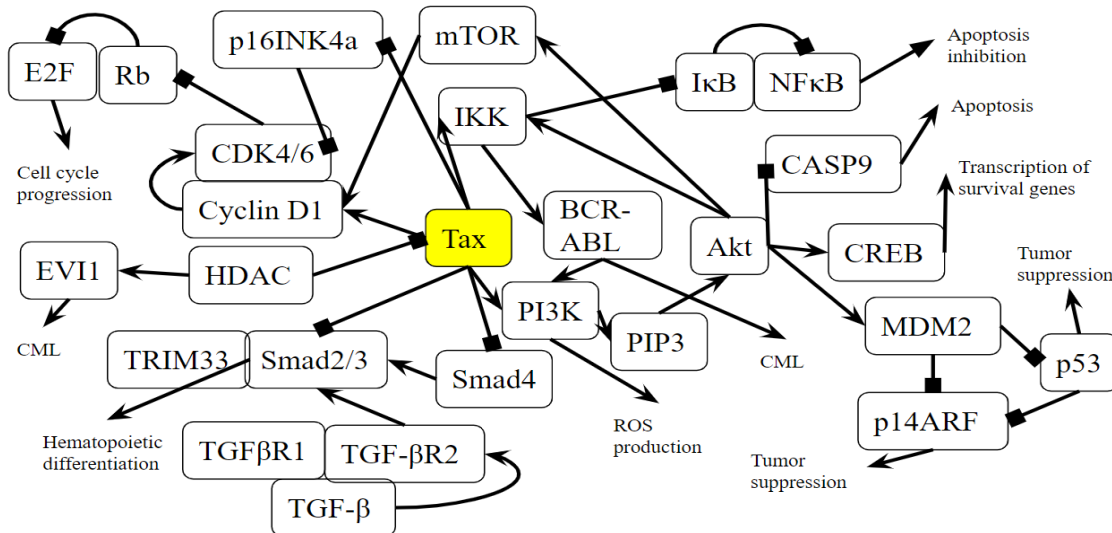 p16INK4a
mTOR
E2F
Rb
IκB
NFκB
Apoptosis
inhibition
IKK
Apoptosis
CDK4/6
CASP9
Cell cycle
progression
Transcription of
survival genes
Cyclin D1
Tax
BCR-
ABL
Akt
CREB
EVI1
HDAC
Tumor
suppression
PI3K
MDM2
CML
TRIM33
Smad2/3
PIP3
CML
p53
Smad4
Hematopoietic
differentiation
ROS
production
p14ARF
TGFβR1
TGF-βR2
Tumor
suppression
TGF-β